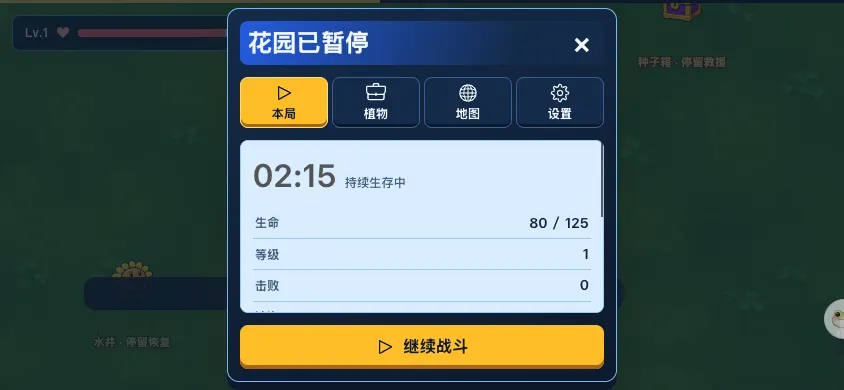 Lv.1
花园已暂停
种子箱 · 停留救援
本局
植物
地图
设置
02:15 持续生存中
生命 80 / 125
等级 1
击败 0
水井 · 停留恢复
继续战斗